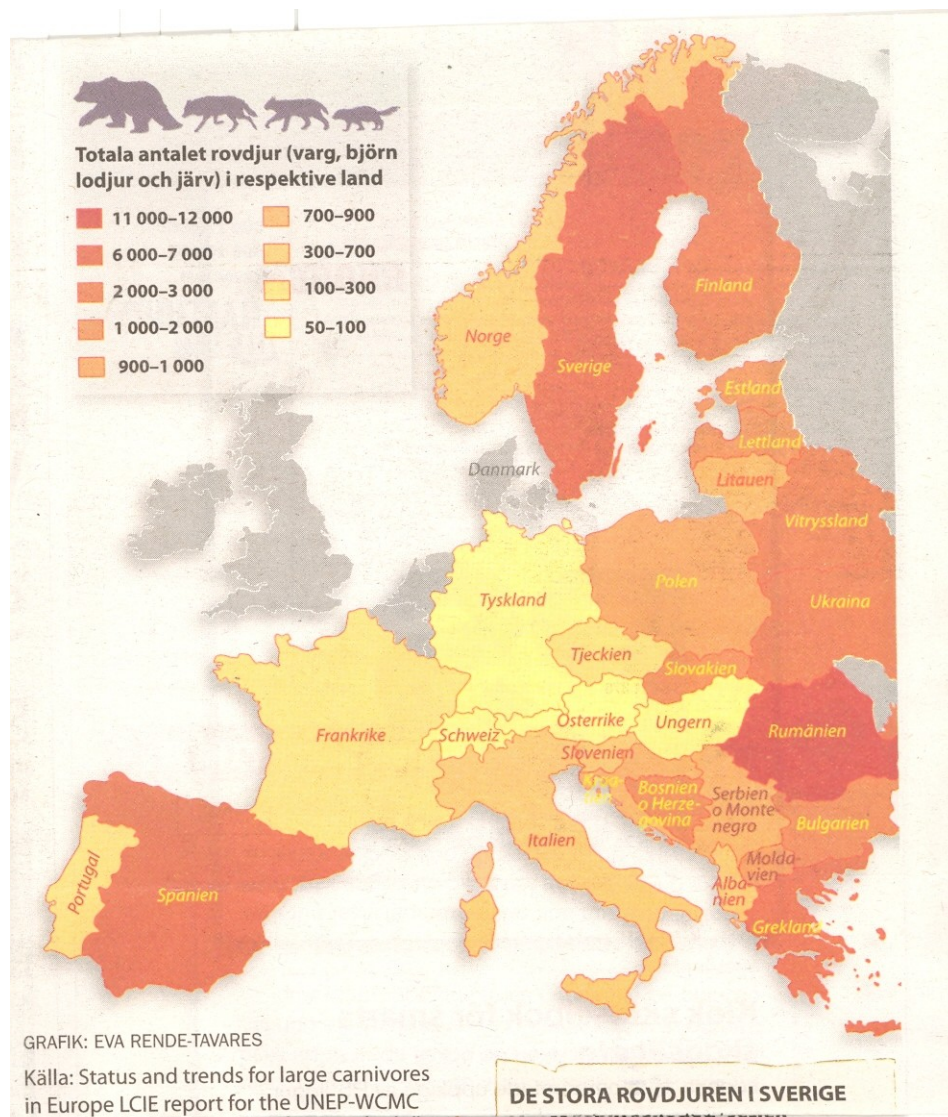 Totala antalet rovdjur (varg, björn
lodjur och järv) i respektive land
11 000–12 000
6 000–7 000
2 000–3 000
1 000–2 000
900–1 000
700–900
300–700
100–300
50–100
Norge
Sverige
Finland
Estland
Lettland
Litauen
Danmark
Vitryssland
Polen
Ukraina
Tyskland
Tjeckien
Slovakien
Frankrike
Schweiz
Österrike
Ungern
Rumänien
Slovenien
Bosnien
o Herze-
govina
Serbien
o Monte
negro
Bulgarien
Italien
Molda-
vien
Alba-
nien
Grekland
Portugal
Spanien
GRAFIK: EVA RENDE-TAVARES
Källa: Status and trends for large carnivores
in Europe LCIE report for the UNEP-WCMC
DE STORA ROVDJUREN I SVERIGE